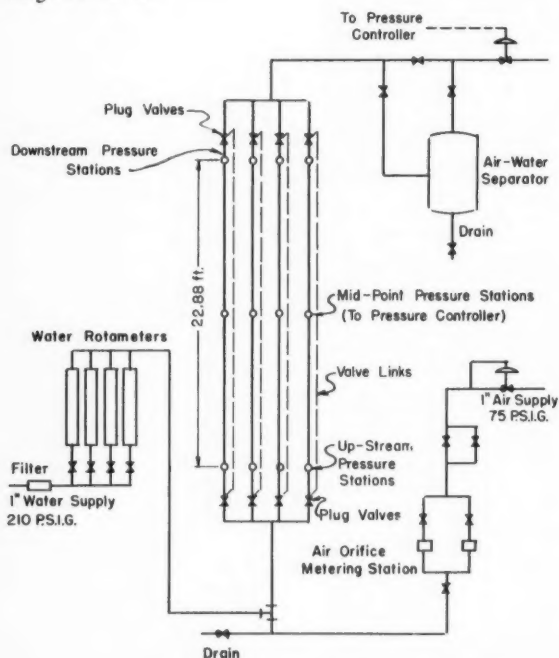 To Pressure
Controller
Plug Valves
Downstream Pressure
Stations
Air-Water
Separator
Drain
22.88 ft.
Mid-Point Pressure Stations
(To Pressure Controller)
Water Rotameters
Valve Links
1" Air Supply
75 P.S.I.G.
Up-Stream
Pressure
Stations
Filter
1" Water Supply
210 P.S.I.G.
Plug Valves
Air Orifice
Metering Station
Drain